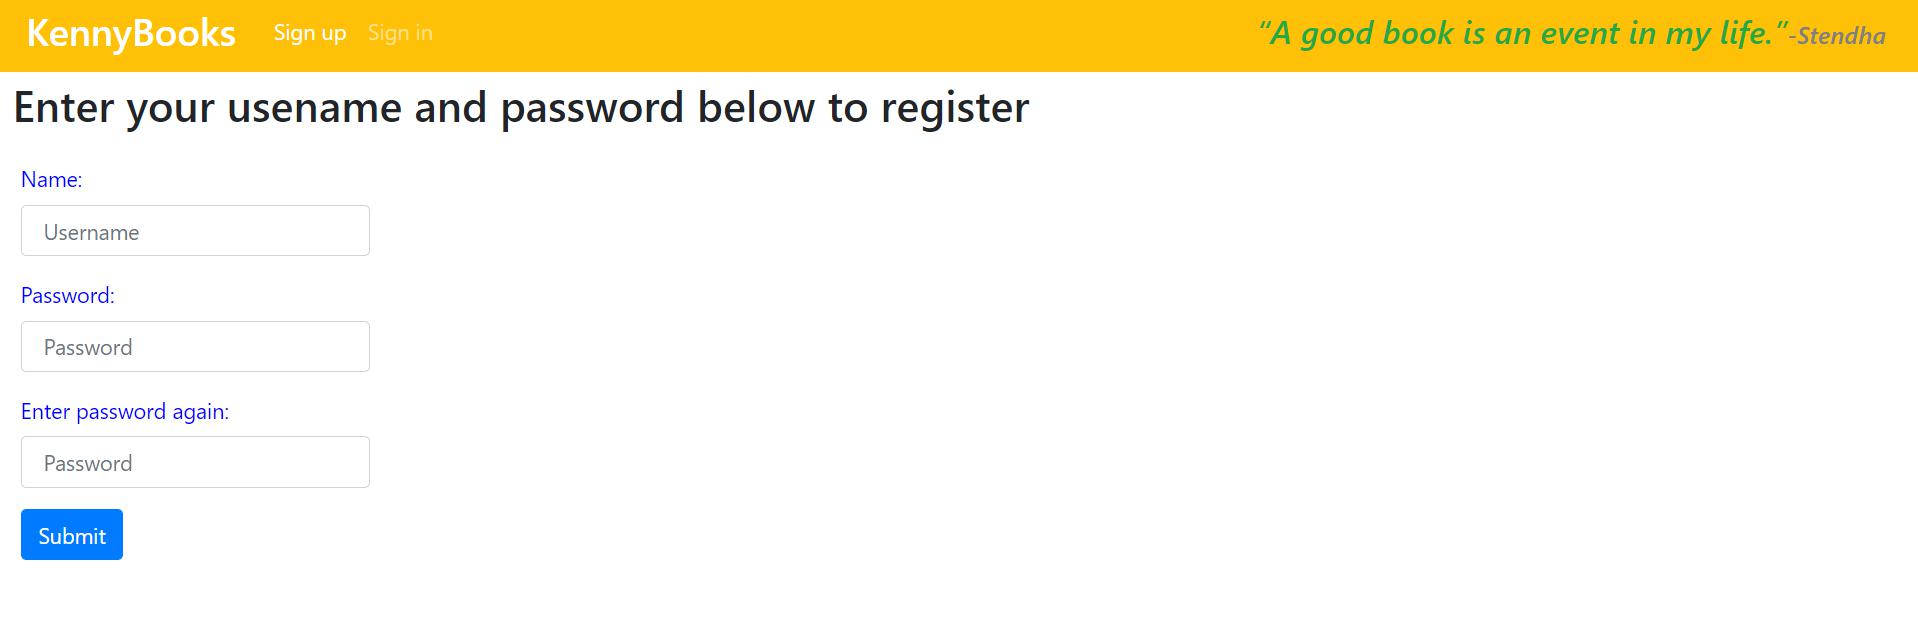 KennyBooks Sign up Sign in “A good book is an event in my life.” -Stendha
Enter your usename and password below to register
Name:
Username
Password:
Password
Enter password again:
Password
Submit